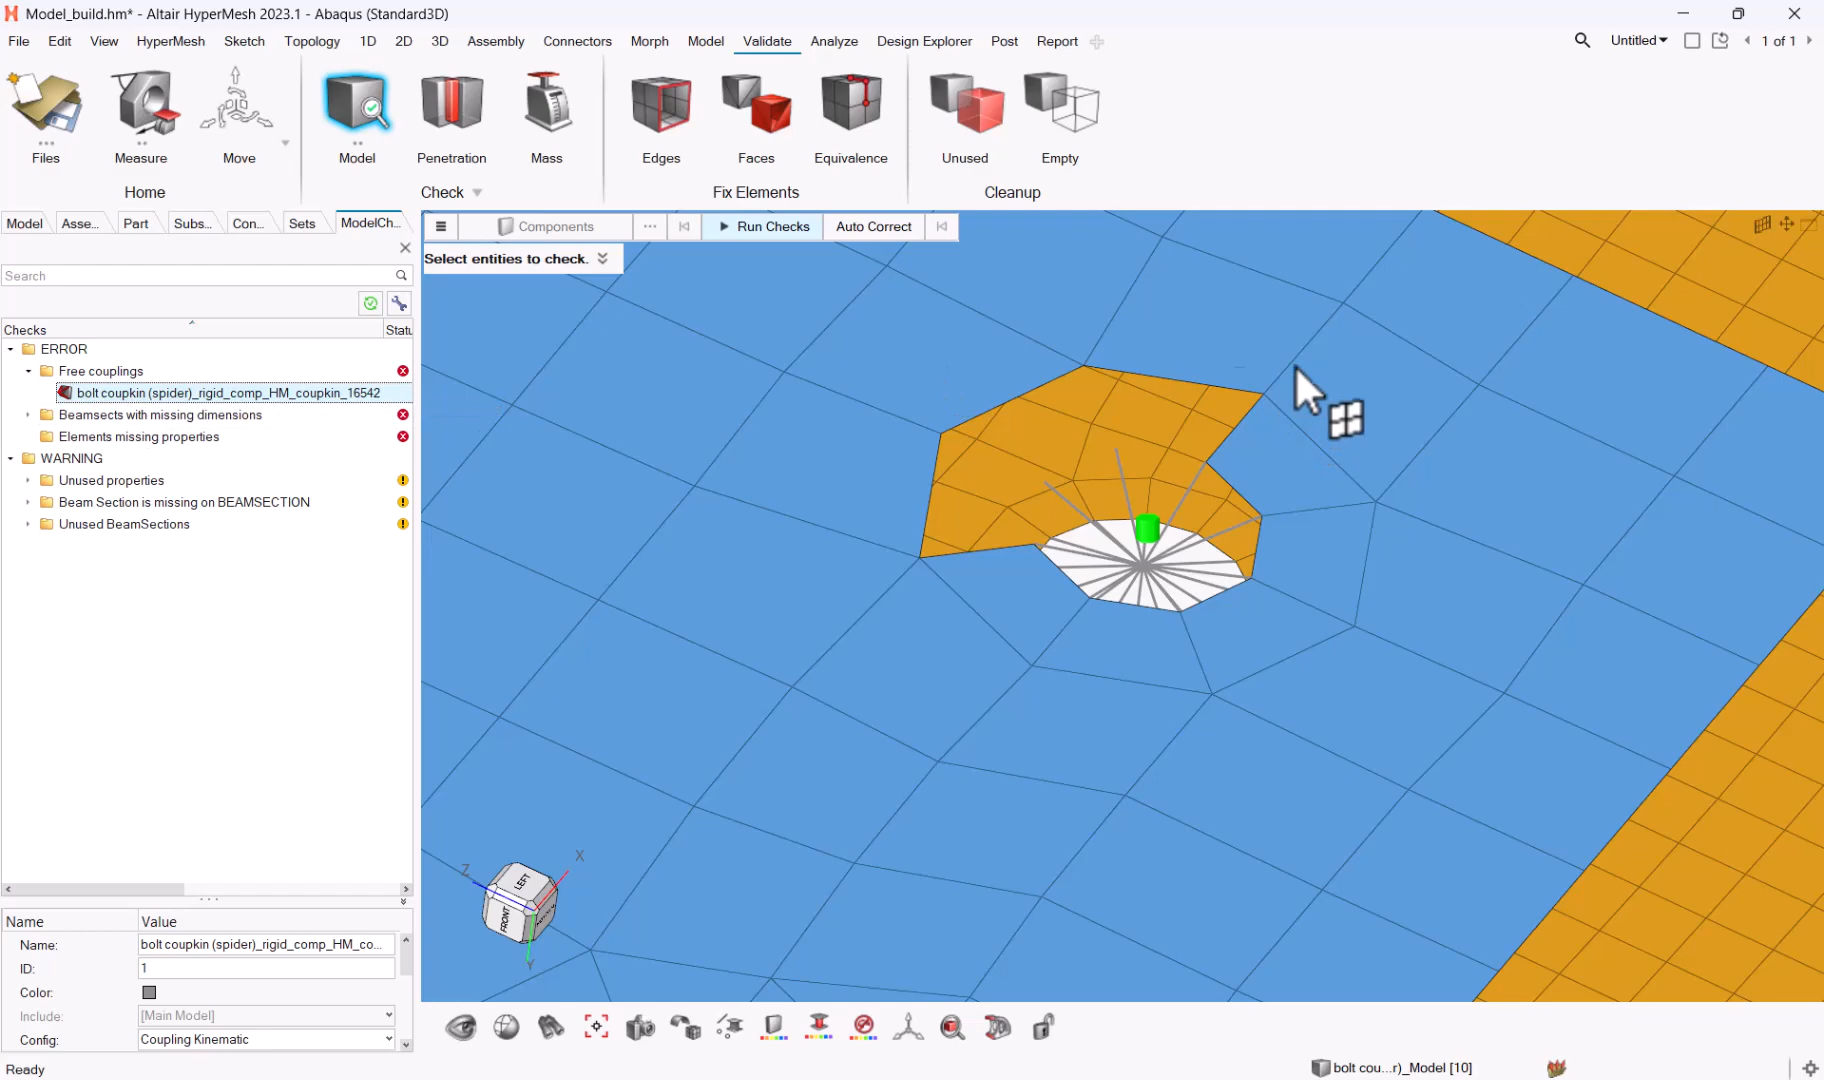 Model_build.hm* - Altair HyperMesh 2023.1 - Abaqus (Standard3D)
File Edit View HyperMesh Sketch Topology 1D 2D 3D Assembly Connectors Morph Model Validate Analyze Design Explorer Post Report Untitled 1 of 1
Files Measure Move Model Penetration Mass Edges Faces Equivalence Unused Empty
Home Check Fix Elements Cleanup
Model Asse... Part Subs... Con... Sets ModelCh...
Components ... Run Checks Auto Correct
Select entities to check.
Search
Checks Statu
ERROR
Free couplings
bolt coupkin (spider)_rigid_comp_HM_coupkin_16542
Beamsects with missing dimensions
Elements missing properties
WARNING
Unused properties
Beam Section is missing on BEAMSECTION
Unused BeamSections
X
Z
LEFT
FRONT
Y
Name Value
Name: bolt coupkin (spider)_rigid_comp_HM_co...
ID: 1
Color:
Include: [Main Model]
Config: Coupling Kinematic
Ready
bolt cou...r)_Model [10]